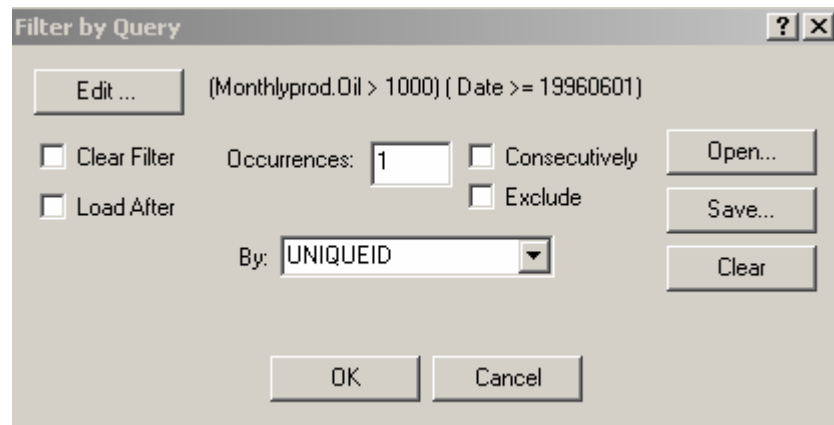 Filter by Query
Edit ... (Monthlyprod.Oil > 1000) ( Date >= 19960601)
Clear Filter Occurrences: 1 Consecutively Open...
Load After Exclude Save...
By: UNIQUEID Clear
OK Cancel